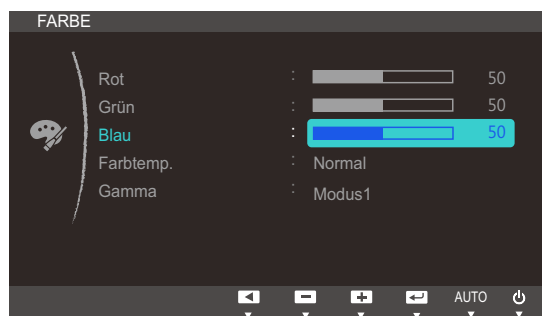 FARBE
Rot : 50
Grün : 50
Blau : 50
Farbtemp. : Normal
Gamma : Modus1
AUTO